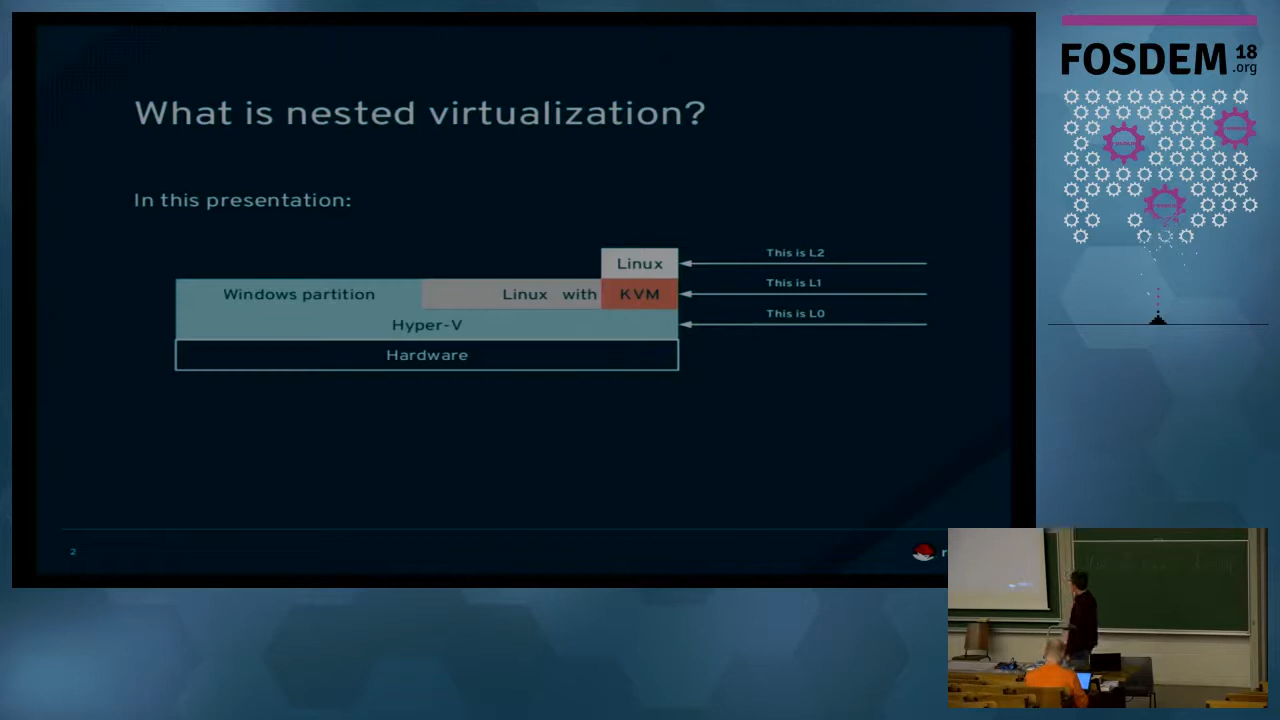 What is nested virtualization?
In this presentation:
Linux
This is L2
Windows partition
Linux with
KVM
This is L1
Hyper-V
This is L0
Hardware
2
r
FOSDEM 18
.org